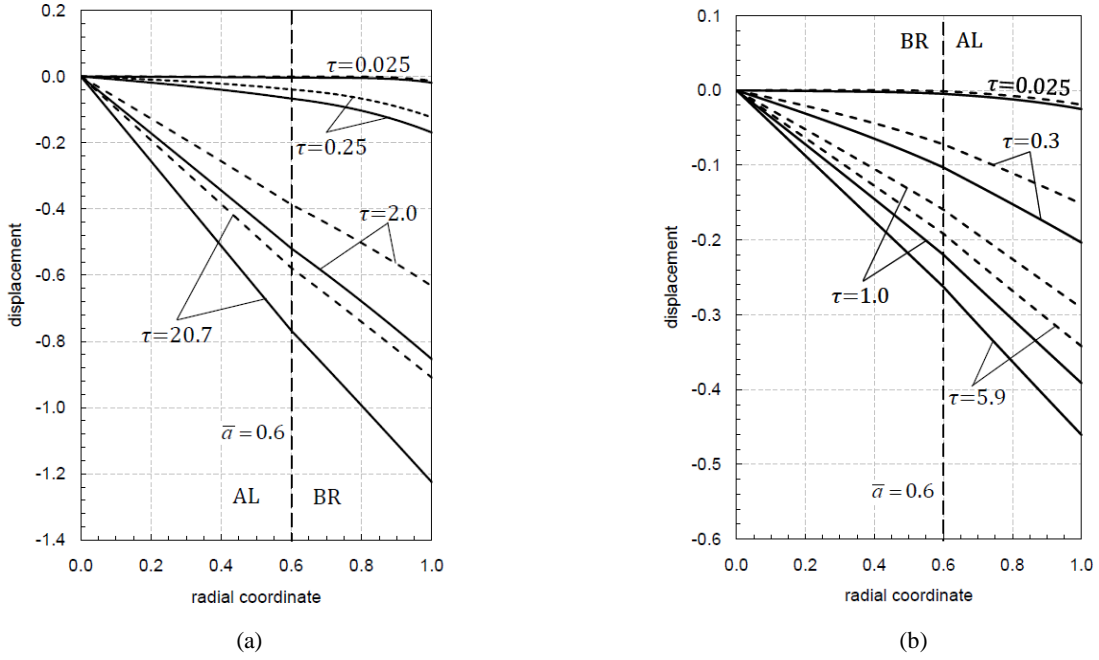 0.2
0.0
-0.2
-0.4
-0.6
-0.8
-1.0
-1.2
-1.4
displacement
τ=0.025
τ=0.25
τ=2.0
τ=20.7
a̅ = 0.6
AL BR
0.0 0.2 0.4 0.6 0.8 1.0
radial coordinate
(a)
0.1
0.0
-0.1
-0.2
-0.3
-0.4
-0.5
-0.6
displacement
BR AL
τ=0.025
τ=0.3
τ=1.0
τ=5.9
a̅ = 0.6
0.0 0.2 0.4 0.6 0.8 1.0
radial coordinate
(b)